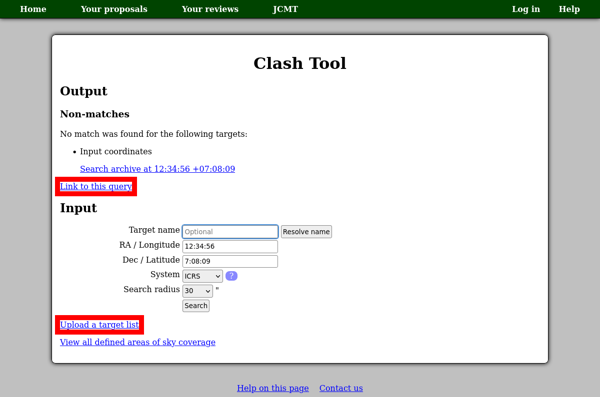 Home Your proposals Your reviews JCMT Log in Help
Clash Tool
Output
Non-matches
No match was found for the following targets:
• Input coordinates
Search archive at 12:34:56 +07:08:09
Link to this query
Input
Target name Optional Resolve name
RA / Longitude 12:34:56
Dec / Latitude 7:08:09
System ICRS ?
Search radius 30 "
Search
Upload a target list
View all defined areas of sky coverage
Help on this page Contact us